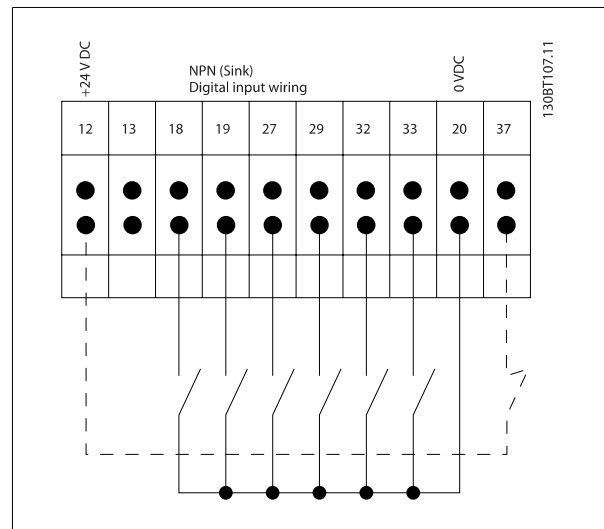 +24 V DC
NPN (Sink)
Digital input wiring
0 VDC
130BT107.11
12 13 18 19 27 29 32 33 20 37